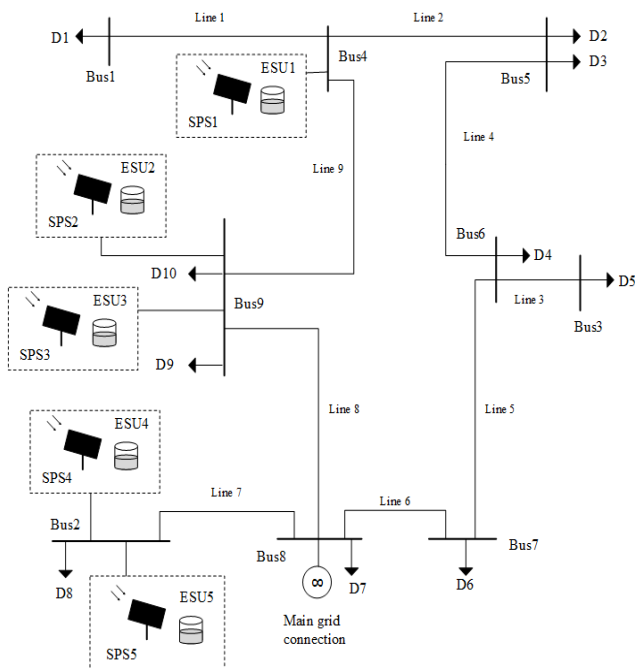 Line 1
Line 2
D1
D2
D3
Bus1
Bus4
Bus5
ESU1
SPS1
Line 4
Line 9
ESU2
SPS2
Bus6
D4
D10
Line 3
D5
Bus9
Bus3
ESU3
SPS3
D9
Line 8
Line 5
ESU4
SPS4
Line 7
Line 6
Bus2
Bus8
Bus7
D8
∞
D7
D6
ESU5
SPS5
Main grid
connection